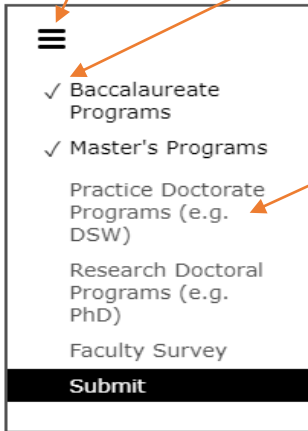 ✓ Baccalaureate
Programs
✓ Master's Programs
Practice Doctorate
Programs (e.g.
DSW)
Research Doctoral
Programs (e.g.
PhD)
Faculty Survey
Submit